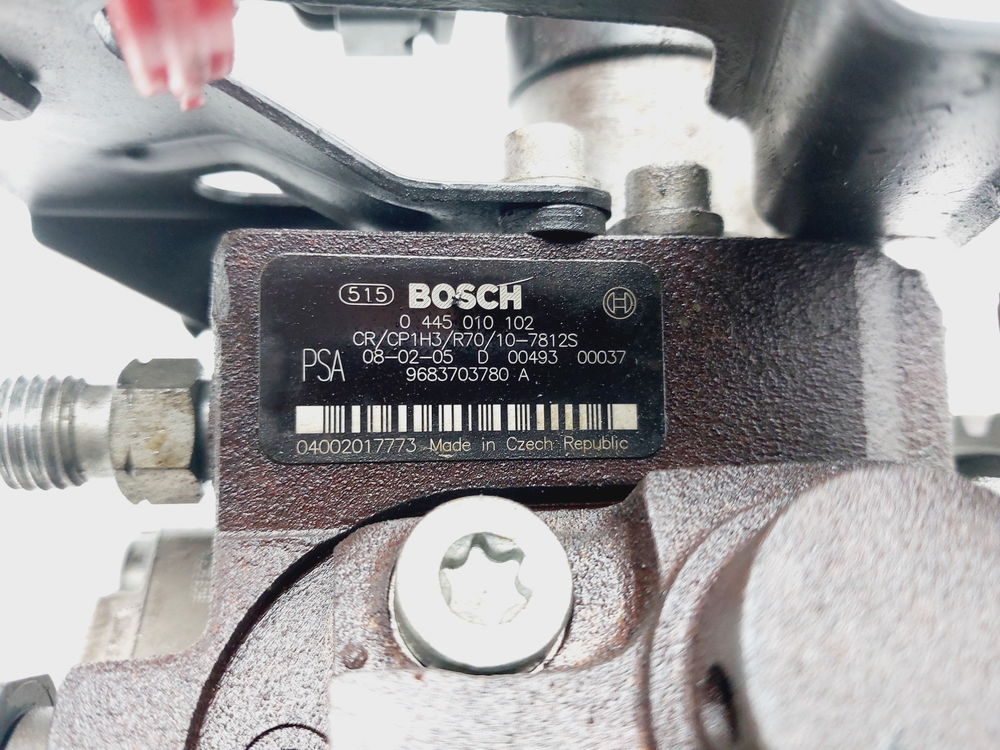 515 BOSCH
0 445 010 102
CR/CP1H3/R70/10-7812S
PSA 08-02-05 D 00493 00037
9683703780 A
04002017773 Made in Czech Republic